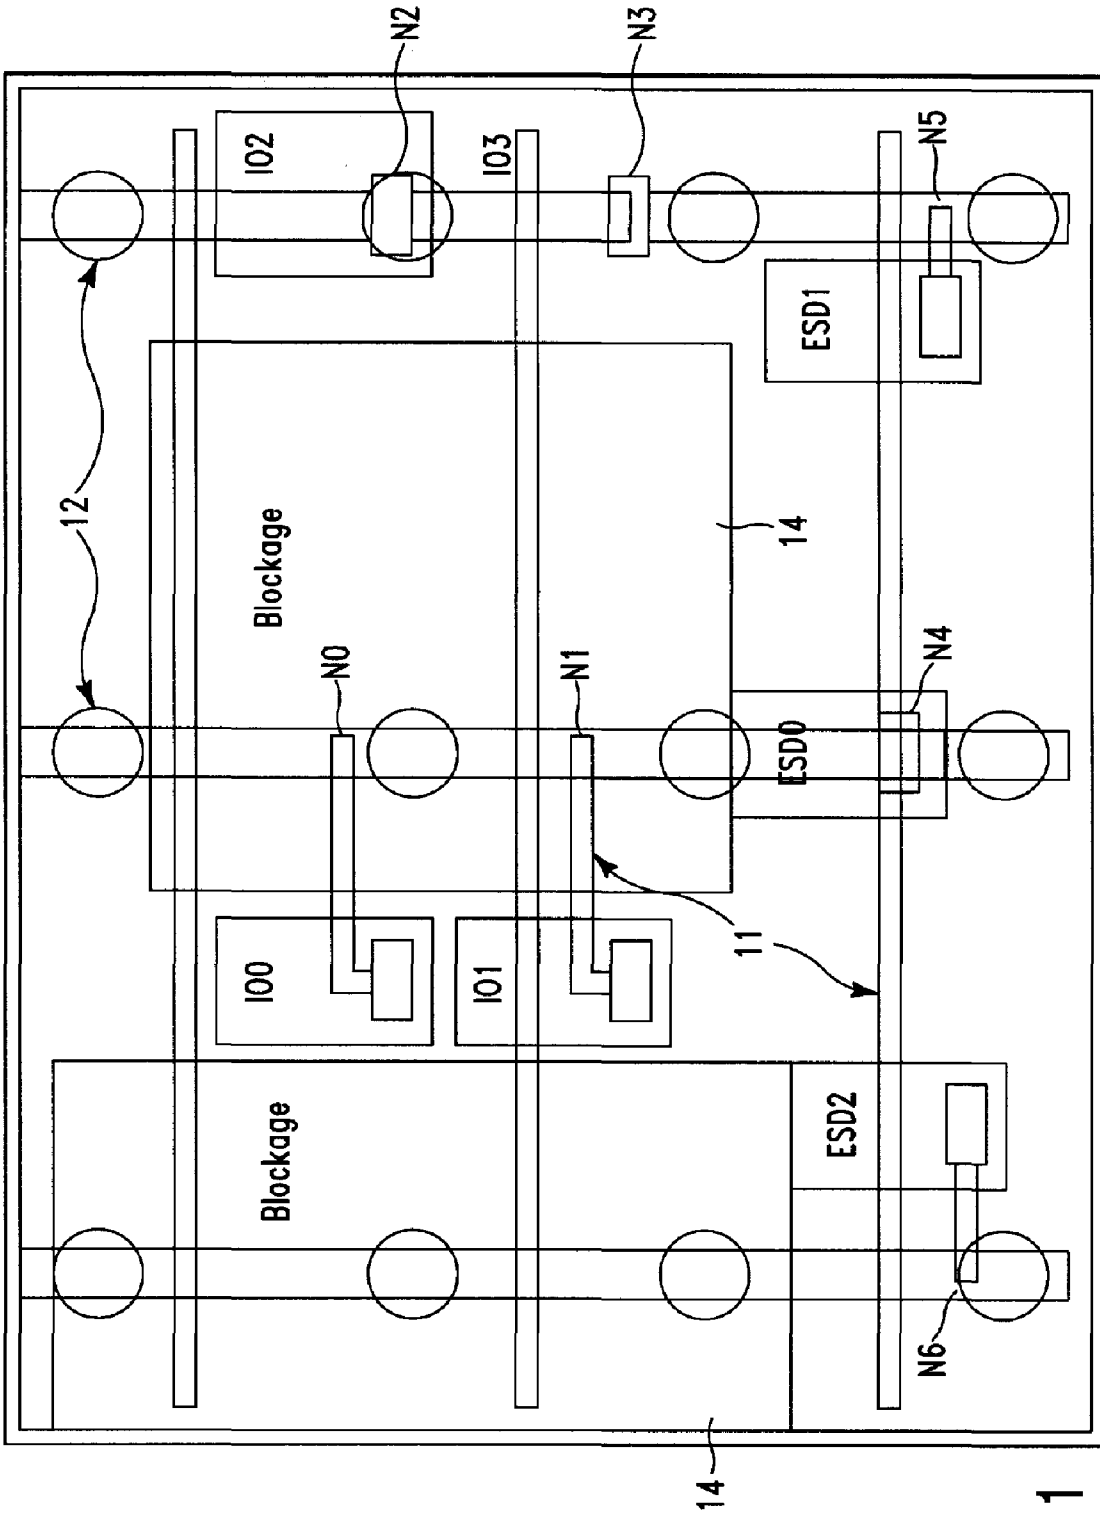 12
Blockage
IO0
Blockage
IO2
N0
N2
IO1
IO3
N1
N3
14
11
ESD0
14
ESD1
ESD2
N6
N4
N5
1